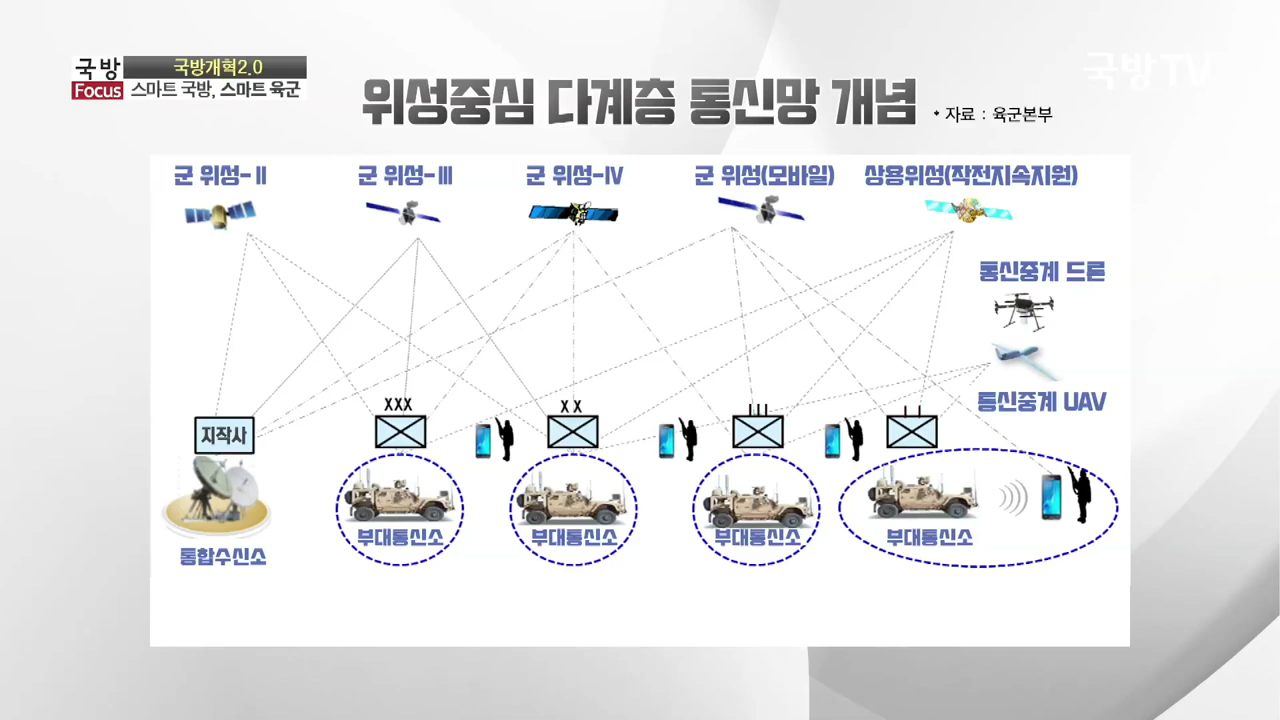 국방
Focus
국방개혁2.0
스마트 국방, 스마트 육군
국방TV
위성중심 다계층 통신망 개념
* 자료 : 육군본부
군 위성-Ⅱ
군 위성-Ⅲ
군 위성-Ⅳ
군 위성(모바일)
상용위성(작전지속지원)
통신중계 드론
통신중계 UAV
XXX
XX
지작사
통합수신소
부대통신소
부대통신소
부대통신소
부대통신소